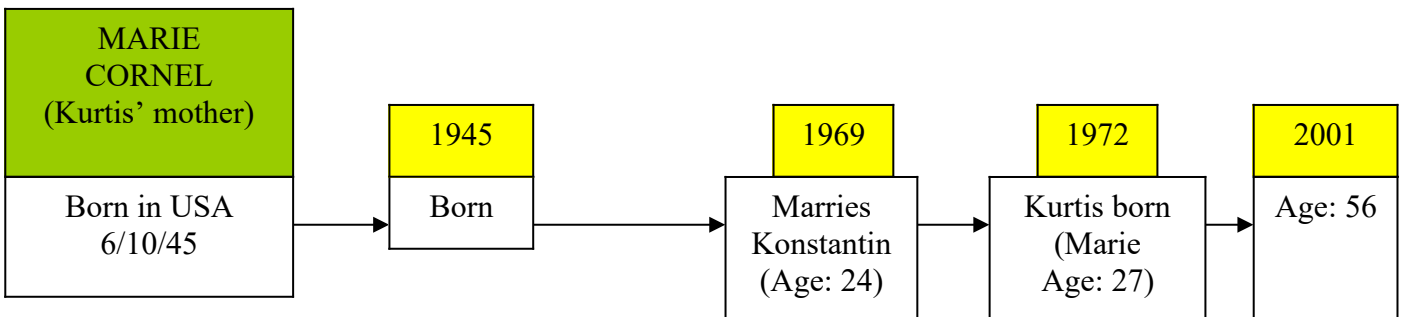 MARIE
CORNEL
(Kurtis’ mother)
Born in USA
6/10/45
1945
Born
1969
Marries
Konstantin
(Age: 24)
1972
Kurtis born
(Marie
Age: 27)
2001
Age: 56